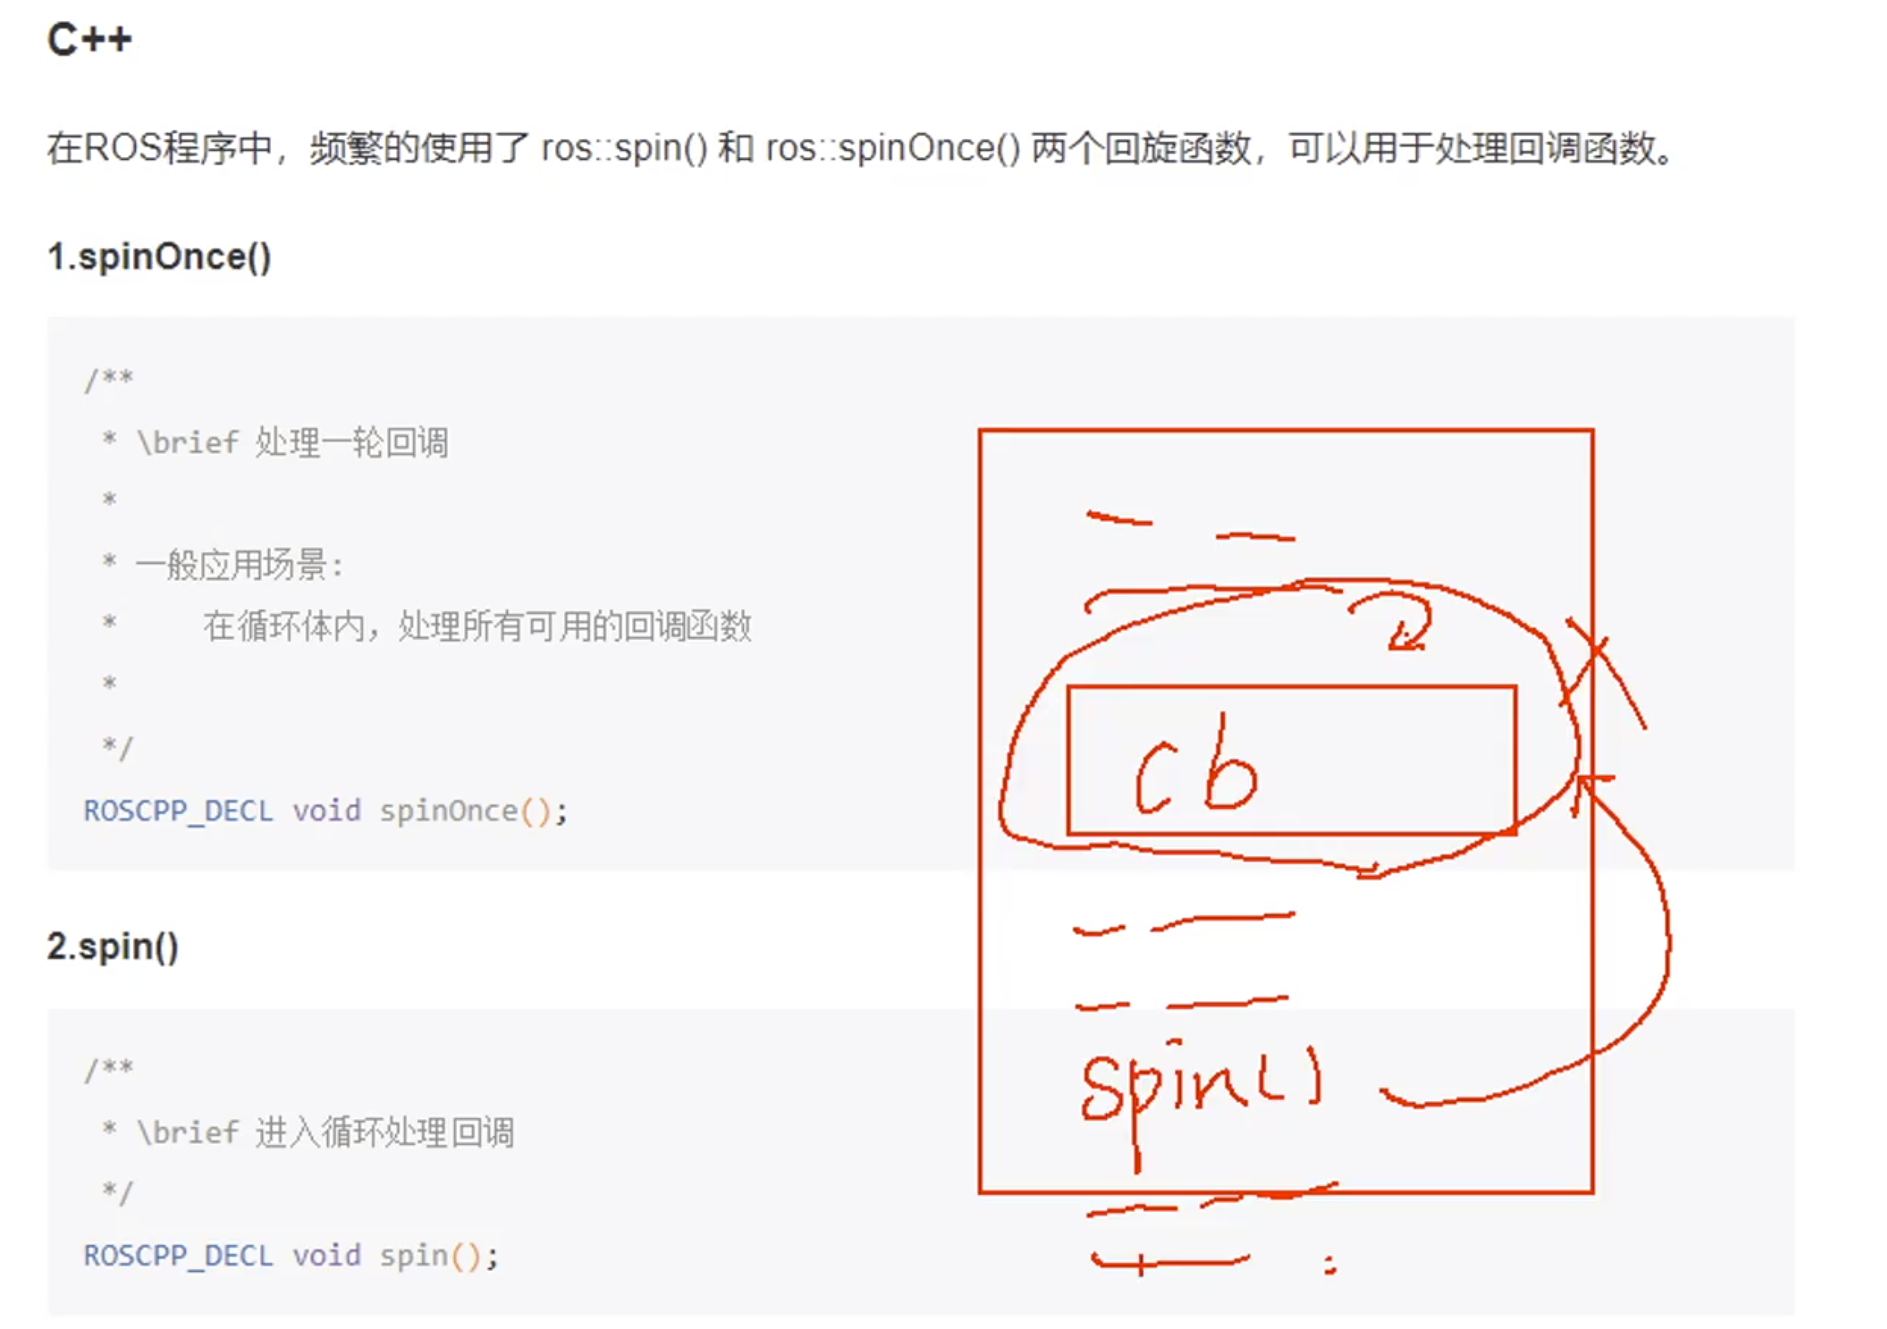 C++
在ROS程序中，频繁的使用了 ros::spin() 和 ros::spinOnce() 两个回旋函数，可以用于处理回调函数。
1.spinOnce()
/**
* \brief 处理一轮回调
*
* 一般应用场景:
*     在循环体内，处理所有可用的回调函数
*
*/
ROSCPP_DECL void spinOnce();
2.spin()
/**
* \brief 进入循环处理回调
*/
ROSCPP_DECL void spin();
cb
spin()